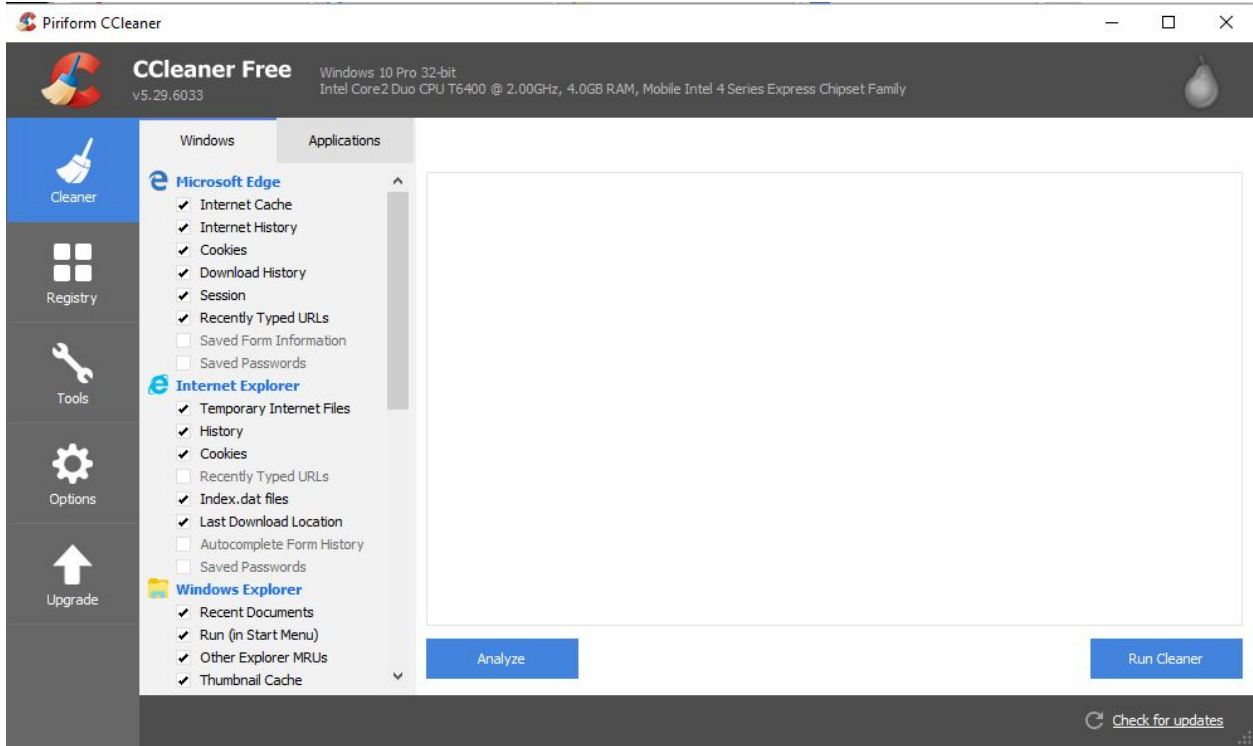 Piriform CCleaner
CCleaner Free
v5.29.6033
Windows 10 Pro 32-bit
Intel Core2 Duo CPU T6400 @ 2.00GHz, 4.0GB RAM, Mobile Intel 4 Series Express Chipset Family
Cleaner
Registry
Tools
Options
Upgrade
Windows
Applications
Microsoft Edge
Internet Cache
Internet History
Cookies
Download History
Session
Recently Typed URLs
Saved Form Information
Saved Passwords
Internet Explorer
Temporary Internet Files
History
Cookies
Recently Typed URLs
Index.dat files
Last Download Location
Autocomplete Form History
Saved Passwords
Windows Explorer
Recent Documents
Run (in Start Menu)
Other Explorer MRUs
Thumbnail Cache
Analyze
Run Cleaner
Check for updates